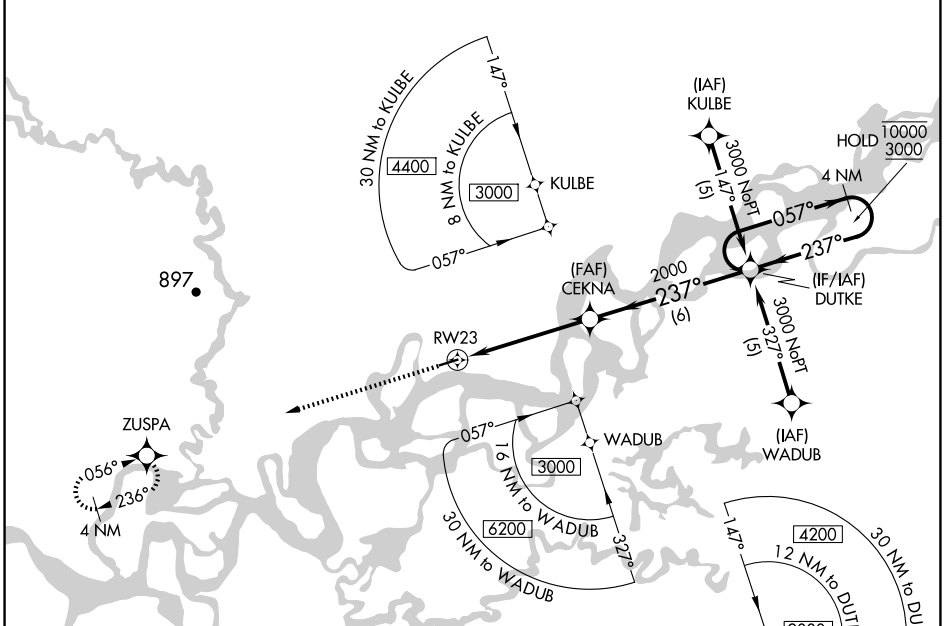 147°
30 NM to KULBE
4400
8 NM to KULBE
3000
KULBE
057°
(IAF)
KULBE
3000 NoPT
147°
(5)
HOLD 10000
3000
4 NM
057°
237°
(IF/IAF)
DUTKE
2000
237°
(6)
(FAF)
CEKNA
897
RW23
3000 NoPT
327°
(5)
(IAF)
WADUB
ZUSPA
056°
236°
4 NM
057°
WADUB
3000
16 NM to WADUB
6200
30 NM to WADUB
327°
147°
4200
12 NM to DUT
30 NM to DU